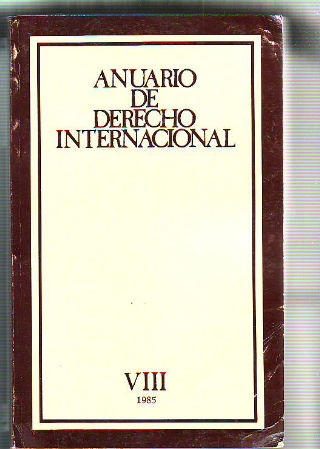 ANUARIO
DE
DERECHO
INTERNACIONAL
VIII
1985